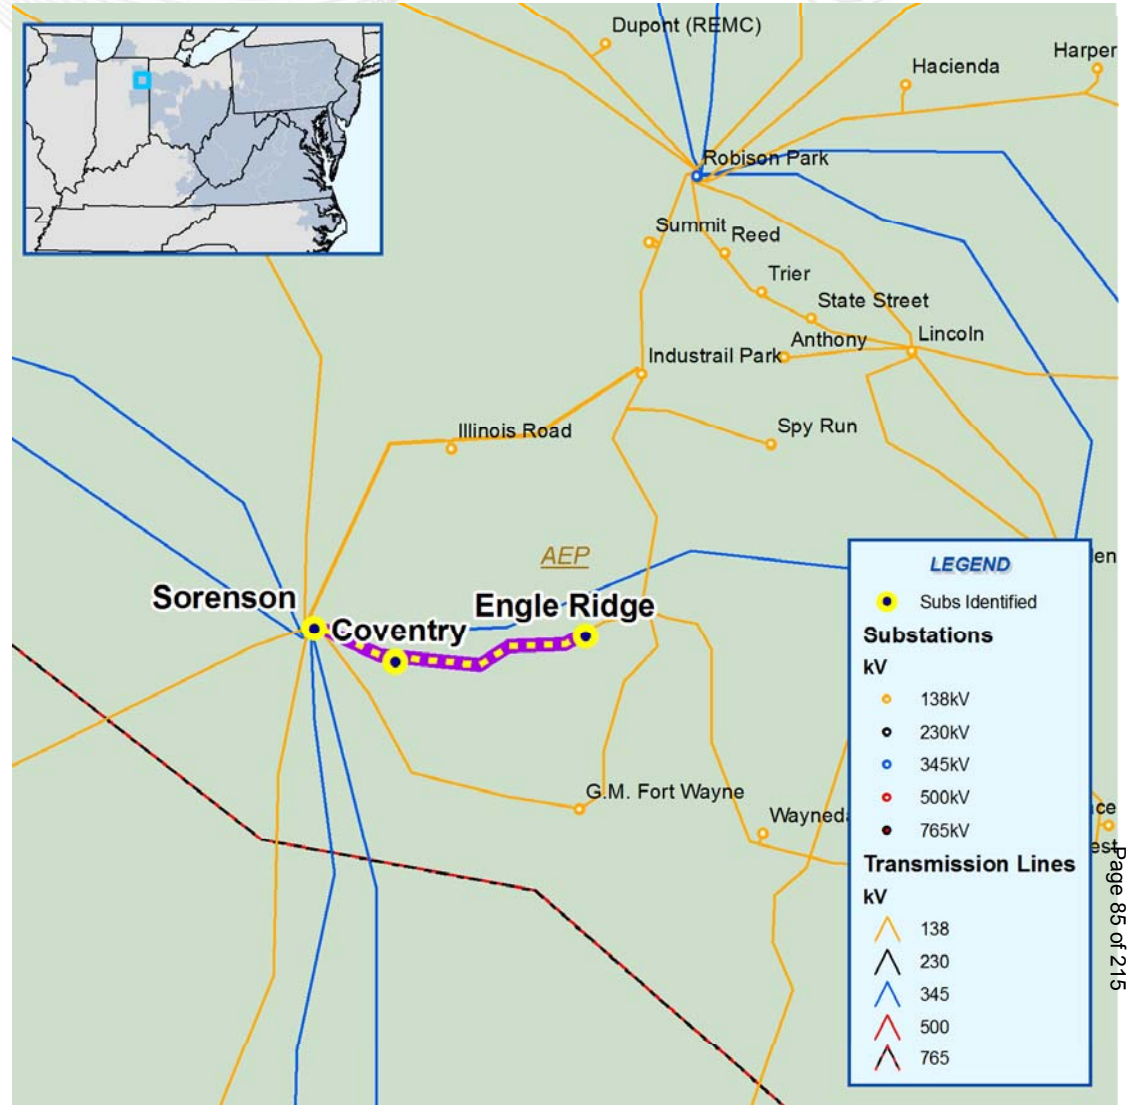 Dupont (REMC)
Harper
Hacienda
Robison Park
Summit
Reed
Trier
State Street
Anthony
Lincoln
Industrail Park
Illinois Road
Spy Run
AEP
Sorenson
Engle Ridge
Coventry
G.M. Fort Wayne
LEGEND
Subs Identified
Substations
kV
138kV
230kV
345kV
500kV
765kV
Transmission Lines
kV
138
230
345
500
765
Page 85 of 215